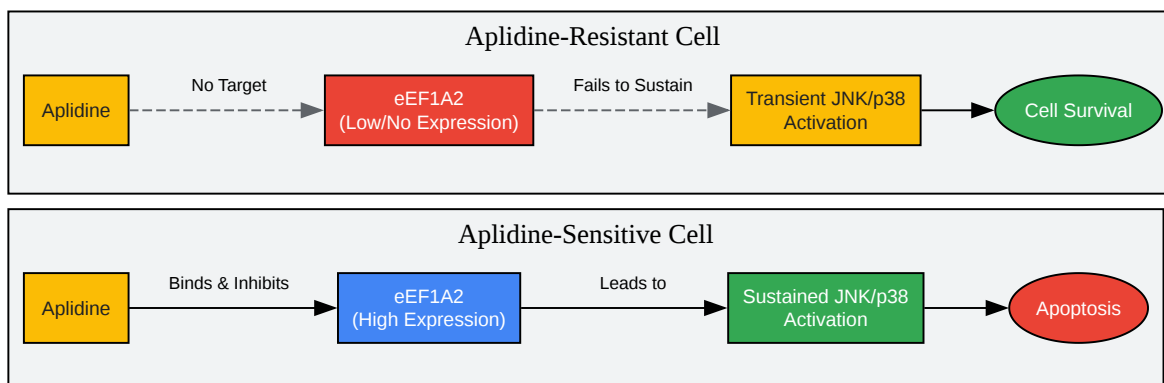 Aplidine-Resistant Cell
Aplidine
No Target
eEF1A2
(Low/No Expression)
Fails to Sustain
Transient JNK/p38
Activation
Cell Survival
Aplidine-Sensitive Cell
Aplidine
Binds & Inhibits
eEF1A2
(High Expression)
Leads to
Sustained JNK/p38
Activation
Apoptosis